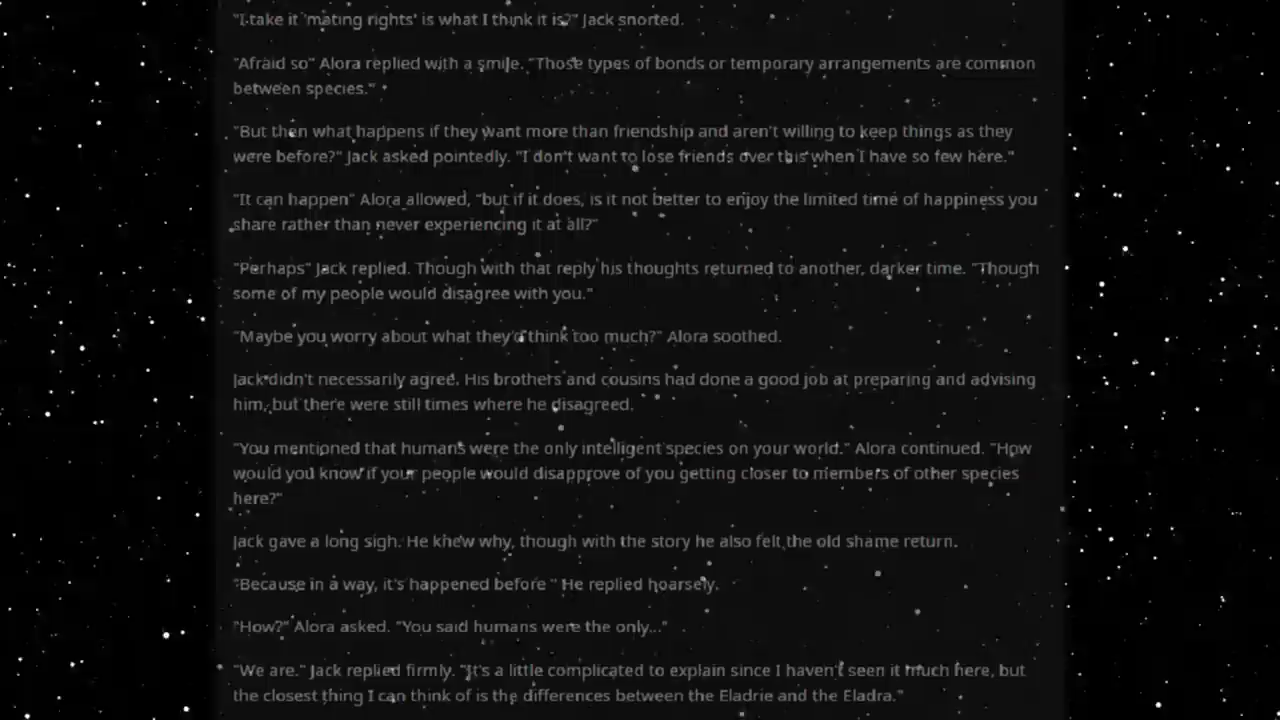 "I take it 'mating rights' is what I think it is?" Jack snorted.
"Afraid so" Alora replied with a smile. "Those types of bonds or temporary arrangements are common
between species."
"But then what happens if they want more than friendship and aren't willing to keep things as they
were before?" Jack asked pointedly. "I don't want to lose friends over this when I have so few here."
"It can happen" Alora allowed, "but if it does, is it not better to enjoy the limited time of happiness you
share rather than never experiencing it at all?"
"Perhaps" Jack replied. Though with that reply his thoughts returned to another, darker time. "Though
some of my people would disagree with you."
"Maybe you worry about what they'd think too much?" Alora soothed.
Jack didn't necessarily agree. His brothers and cousins had done a good job at preparing and advising
him, but there were still times where he disagreed.
"You mentioned that humans were the only intelligent species on your world." Alora continued. "How
would you know if your people would disapprove of you getting closer to members of other species
here?"
Jack gave a long sigh. He knew why, though with the story he also felt the old shame return.
"Because in a way, it's happened before " He replied hoarsely.
"How?" Alora asked. "You said humans were the only..."
"We are." Jack replied firmly. "It's a little complicated to explain since I haven't seen it much here, but
the closest thing I can think of is the differences between the Eladrie and the Eladra."